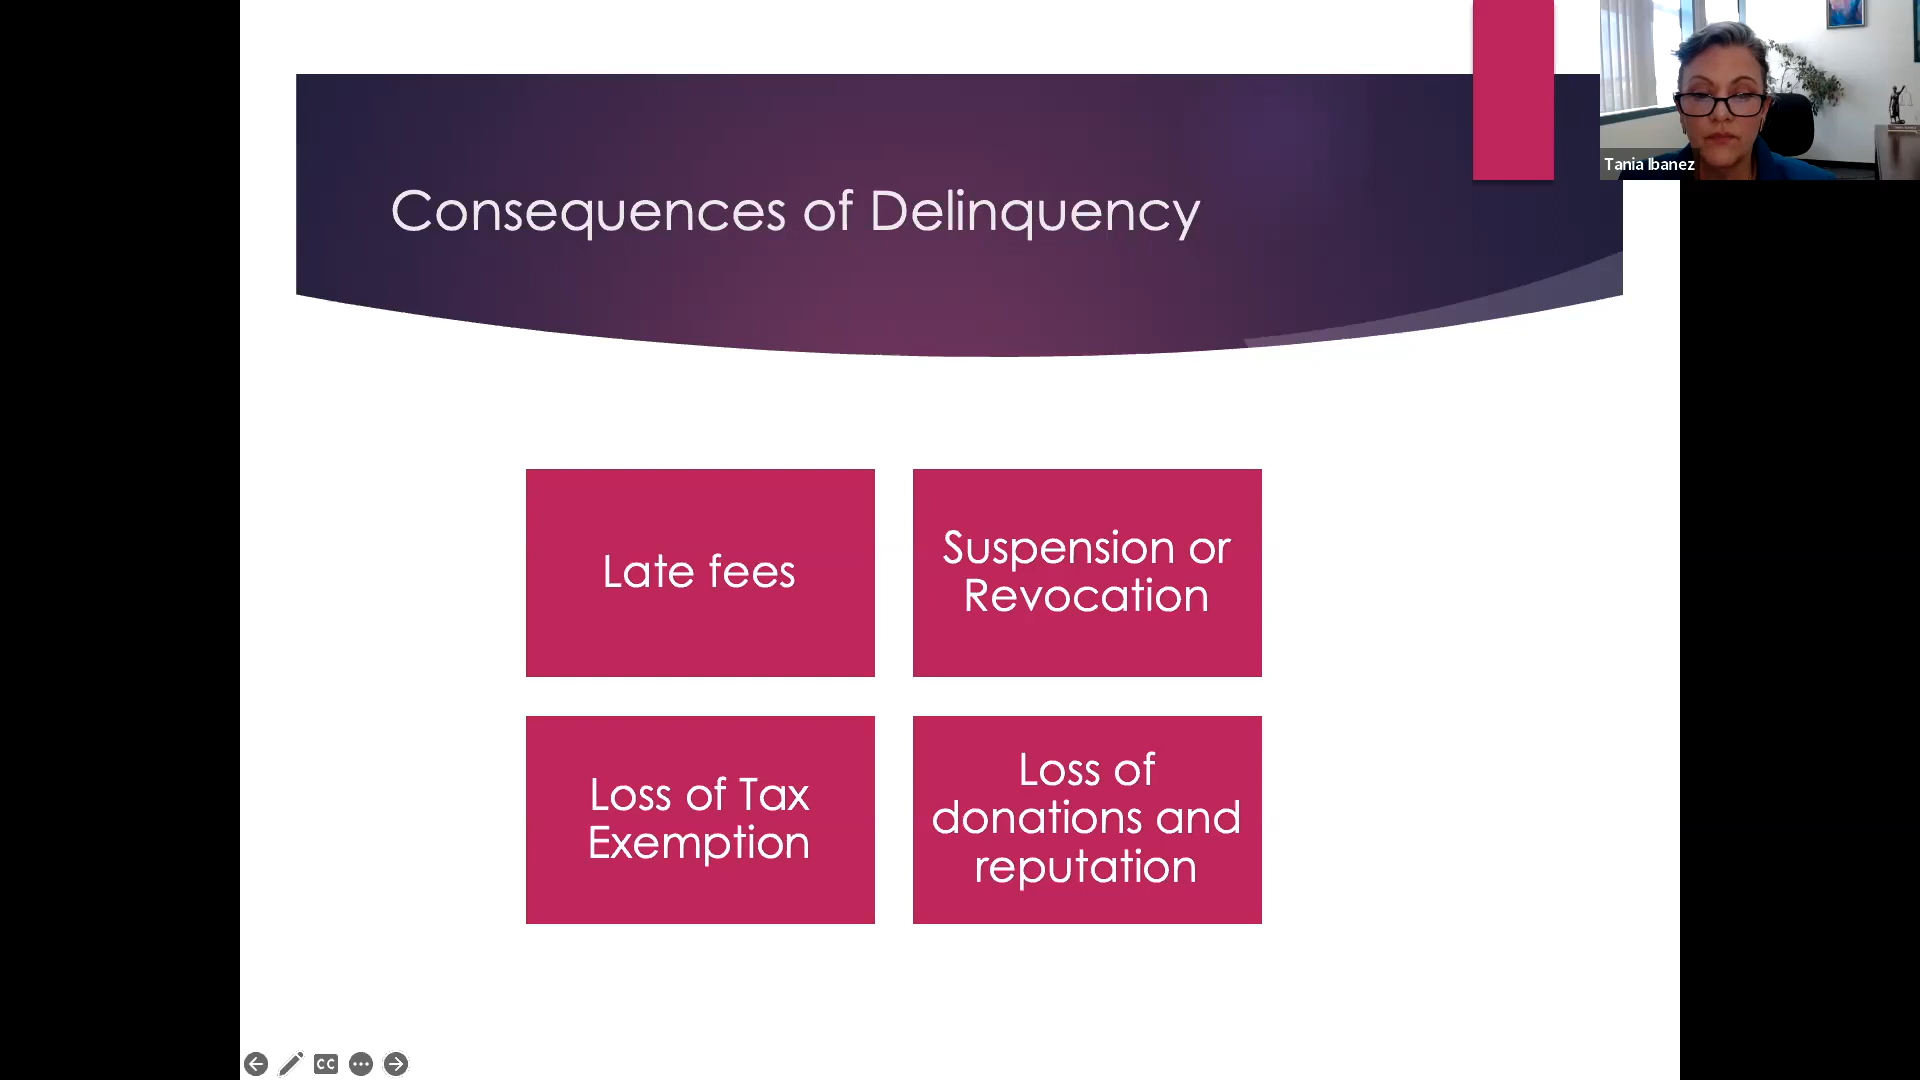 Consequences of Delinquency
Tania Ibanez
Late fees
Suspension or
Revocation
Loss of Tax
Exemption
Loss of
donations and
reputation
CC